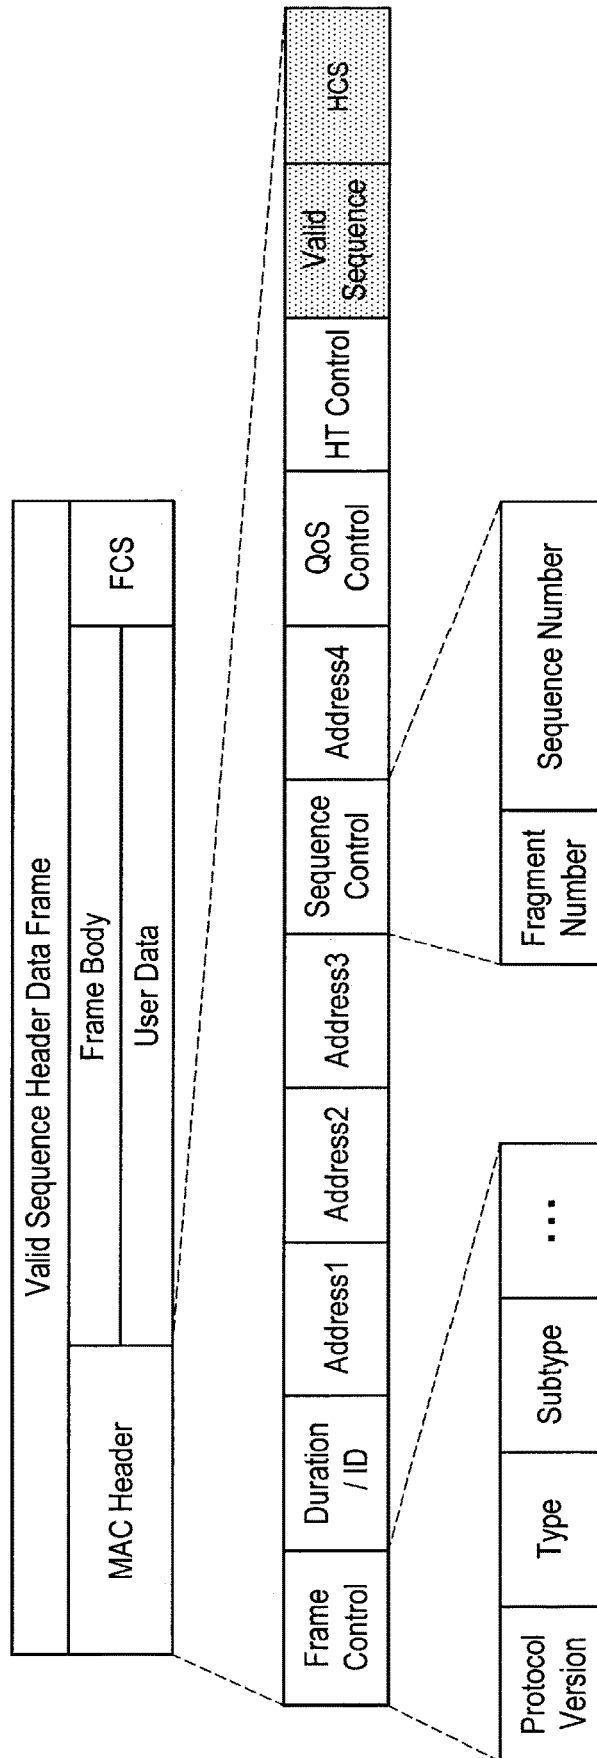 Valid Sequence Header Data Frame
MAC Header
Frame Body
User Data
FCS
Frame
Control
Duration
/ ID
Address1
Address2
Address3
Sequence
Control
Address4
QoS
Control
HT Control
Valid
Sequence
HCS
Protocol
Version
Type
Subtype
...
Fragment
Number
Sequence Number